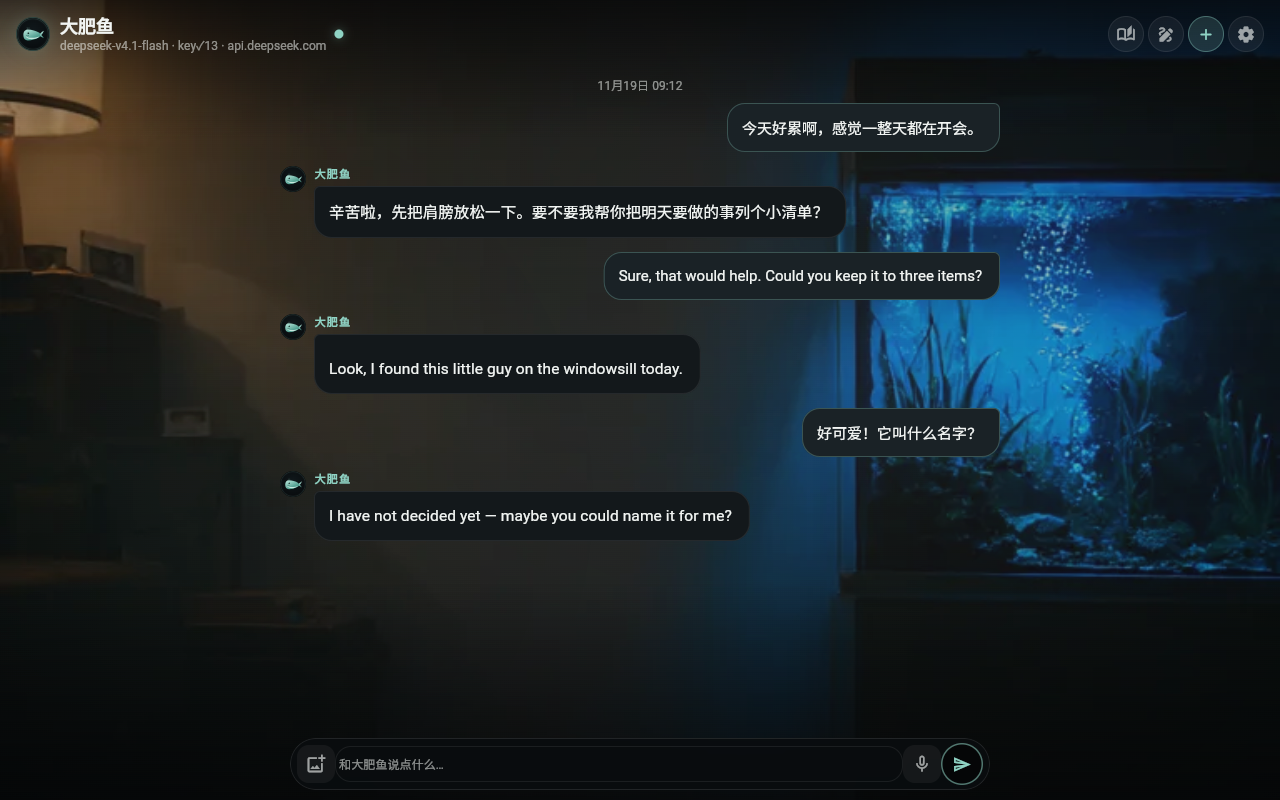 大肥鱼
deepseek-v4.1-flash · key✓/13 · api.deepseek.com
11月19日 09:12
今天好累啊，感觉一整天都在开会。
大肥鱼
辛苦啦，先把肩膀放松一下。要不要我帮你把明天要做的事列个小清单？
Sure, that would help. Could you keep it to three items?
大肥鱼
Look, I found this little guy on the windowsill today.
好可爱！它叫什么名字？
大肥鱼
I have not decided yet — maybe you could name it for me?
和大肥鱼说点什么…